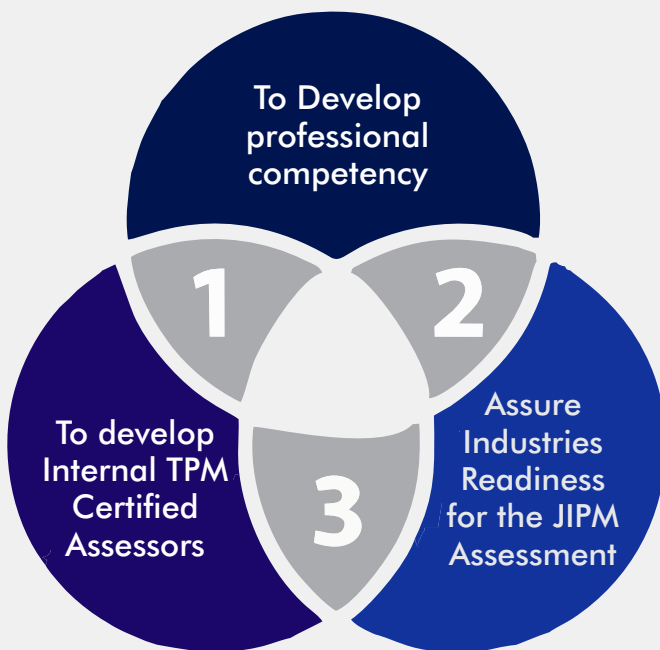 To Develop
professional
competency
1
2
To develop
Internal TPM
Certified
Assessors
Assure
Industries
Readiness
for the JIPM
Assessment
3